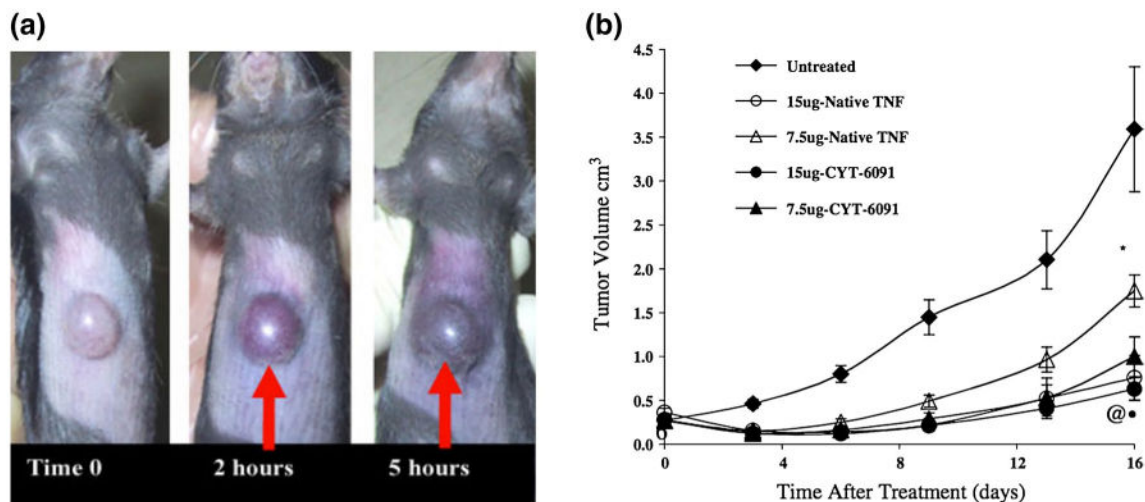 (a)
Time 0
2 hours
5 hours
(b)
Tumor Volume cm³
4.5
4.0
3.5
3.0
2.5
2.0
1.5
1.0
0.5
0.0
Untreated
15ug-Native TNF
7.5ug-Native TNF
15ug-CYT-6091
7.5ug-CYT-6091
*
@
0
4
8
12
16
Time After Treatment (days)